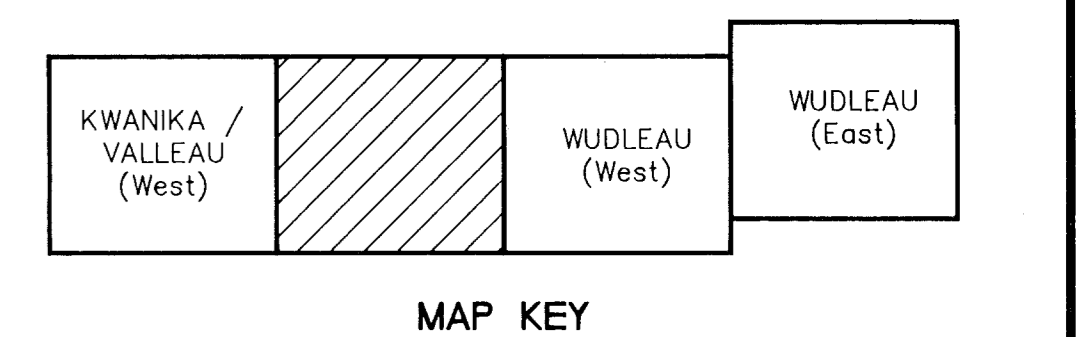 KWANIKA /
VALLEAU
(West)
WUDLEAU
(West)
WUDLEAU
(East)
MAP KEY